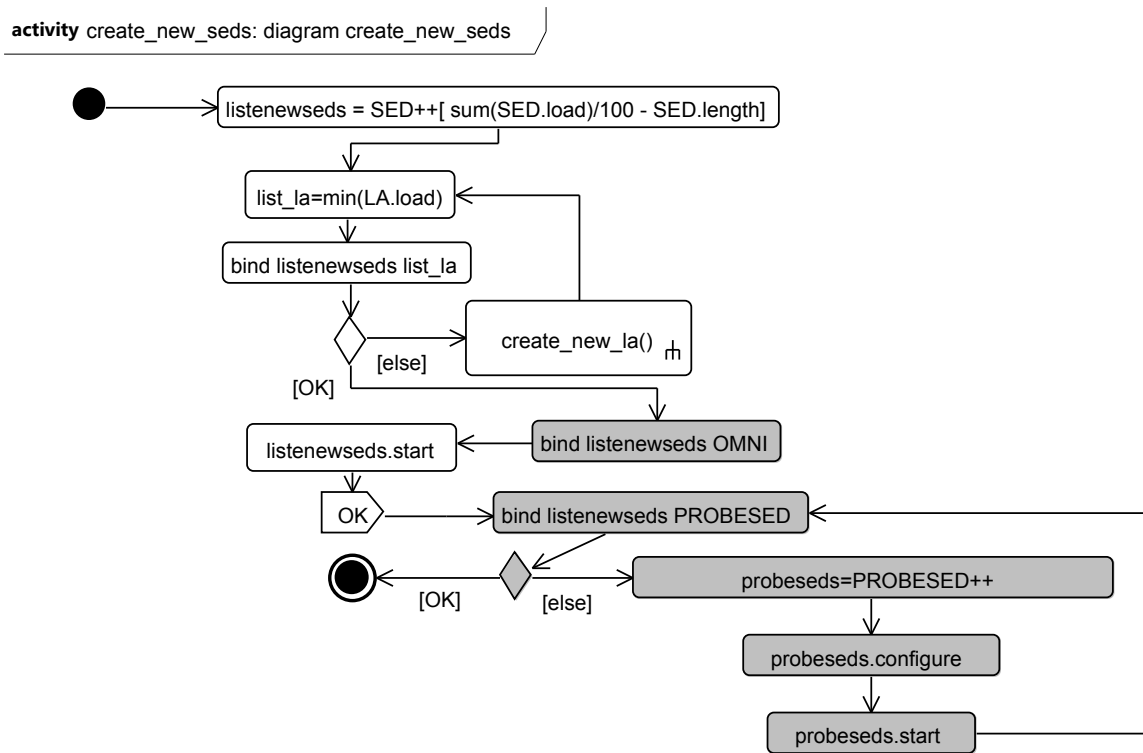 activity create_new_seds: diagram create_new_seds
listenewseds = SED++[ sum(SED.load)/100 - SED.length]
list_la=min(LA.load)
bind listenewseds list_la
create_new_la()
[else]
[OK]
bind listenewseds OMNI
listenewseds.start
OK
bind listenewseds PROBESED
probeseds=PROBESED++
[OK]
[else]
probeseds.configure
probeseds.start